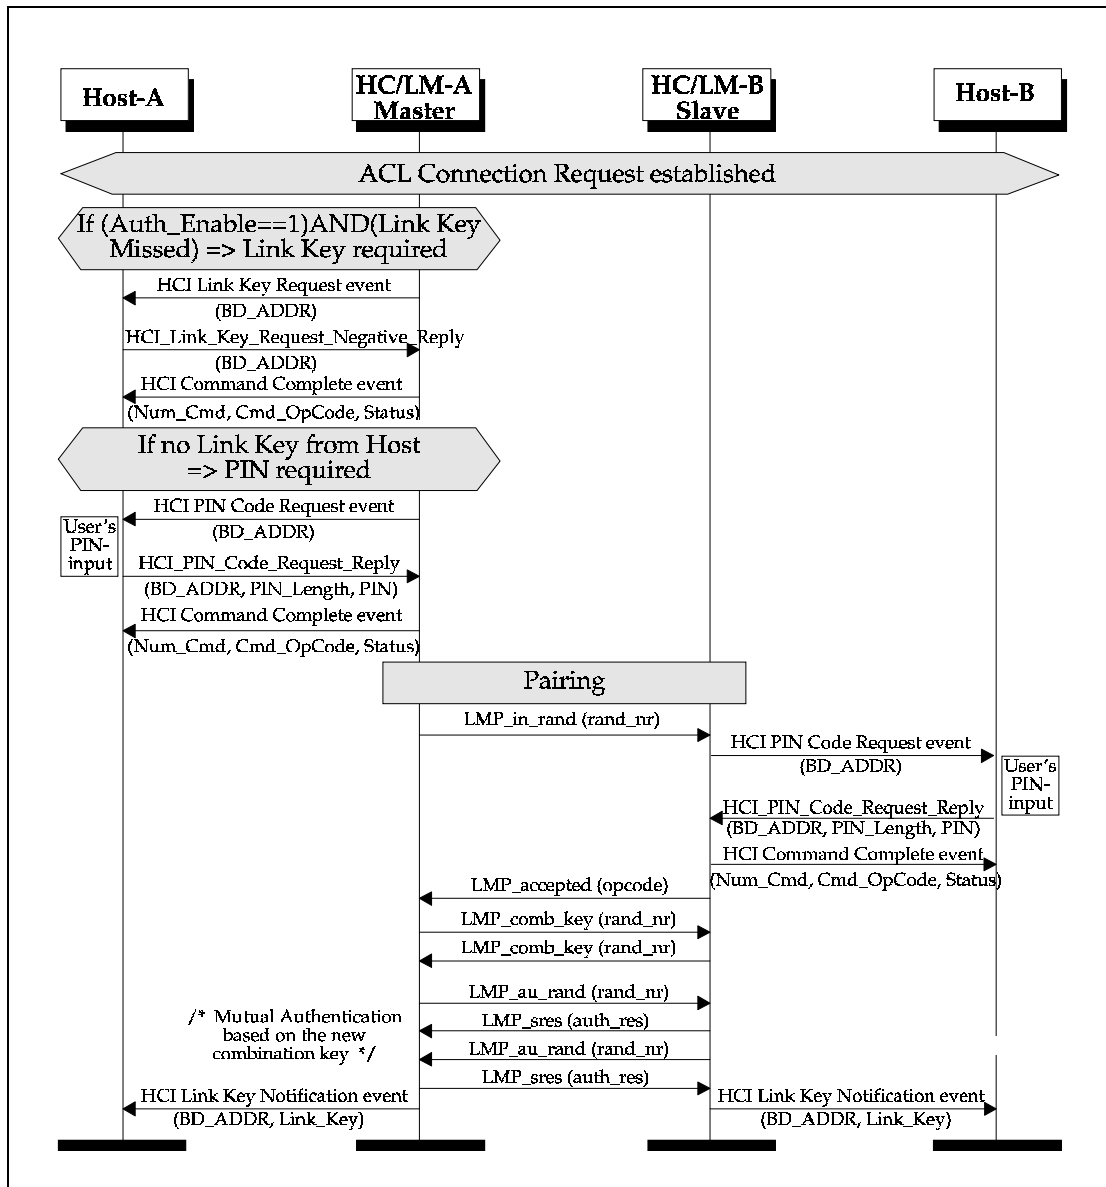 Host-A
HC/LM-A
Master
HC/LM-B
Slave
Host-B
ACL Connection Request established
If (Auth_Enable==1)AND(Link Key
Missed) => Link Key required
HCI Link Key Request event
(BD_ADDR)
HCI_Link_Key_Request_Negative_Reply
(BD_ADDR)
HCI Command Complete event
(Num_Cmd, Cmd_OpCode, Status)
If no Link Key from Host
=> PIN required
HCI PIN Code Request event
(BD_ADDR)
User's
PIN-
input
HCI_PIN_Code_Request_Reply
(BD_ADDR, PIN_Length, PIN)
HCI Command Complete event
(Num_Cmd, Cmd_OpCode, Status)
Pairing
LMP_in_rand (rand_nr)
HCI PIN Code Request event
(BD_ADDR)
User's
PIN-
input
HCI_PIN_Code_Request_Reply
(BD_ADDR, PIN_Length, PIN)
HCI Command Complete event
(Num_Cmd, Cmd_OpCode, Status)
LMP_accepted (opcode)
LMP_comb_key (rand_nr)
LMP_comb_key (rand_nr)
LMP_au_rand (rand_nr)
/* Mutual Authentication
based on the new
combination key */
LMP_sres (auth_res)
LMP_au_rand (rand_nr)
LMP_sres (auth_res)
HCI Link Key Notification event
(BD_ADDR, Link_Key)
HCI Link Key Notification event
(BD_ADDR, Link_Key)